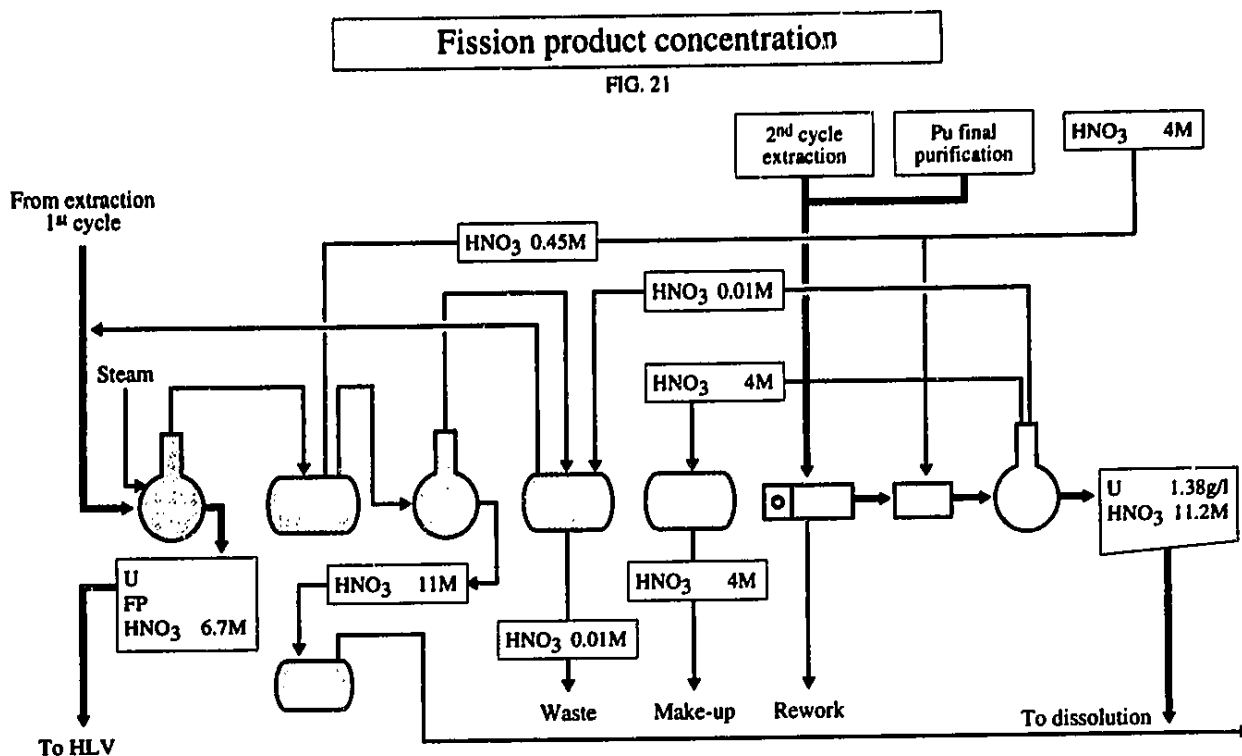 Fission product concentration
FIG. 21
2nd cycle
extraction
Pu final
purification
HNO3 4M
From extraction
1st cycle
HNO3 0.45M
HNO3 0.01M
Steam
HNO3 4M
U 1.38g/l
HNO3 11.2M
U
FP
HNO3 6.7M
HNO3 11M
HNO3 4M
HNO3 0.01M
Waste
Make-up
Rework
To dissolution
To HLV